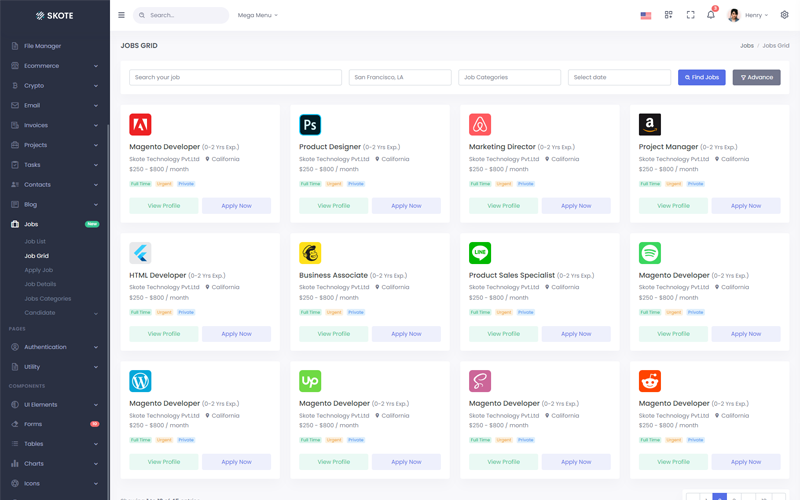 SKOTE
Search...
Mega Menu
3
Henry
File Manager
Ecommerce
Crypto
Email
Invoices
Projects
Tasks
Contacts
Blog
Jobs
New
Job List
Job Grid
Apply Job
Job Details
Jobs Categories
Candidate
PAGES
Authentication
Utility
COMPONENTS
UI Elements
Forms
Tables
Charts
Icons
JOBS GRID
Jobs / Jobs Grid
Search your job
San Francisco, LA
Job Categories
Select date
Find Jobs
Advance
Magento Developer (0-2 Yrs Exp.)
Skote Technology Pvt.Ltd California
$250 - $800 / month
Full Time Urgent Private
View Profile Apply Now
Ps
Product Designer (0-2 Yrs Exp.)
Skote Technology Pvt.Ltd California
$250 - $800 / month
Full Time Urgent Private
View Profile Apply Now
Marketing Director (0-2 Yrs Exp.)
Skote Technology Pvt.Ltd California
$250 - $800 / month
Full Time Urgent Private
View Profile Apply Now
a
Project Manager (0-2 Yrs Exp.)
Skote Technology Pvt.Ltd California
$250 - $800 / month
Full Time Urgent Private
View Profile Apply Now
HTML Developer (0-2 Yrs Exp.)
Skote Technology Pvt.Ltd California
$250 - $800 / month
Full Time Urgent Private
View Profile Apply Now
Business Associate (0-2 Yrs Exp.)
Skote Technology Pvt.Ltd California
$250 - $800 / month
Full Time Urgent Private
View Profile Apply Now
LINE
Product Sales Specialist (0-2 Yrs Exp.)
Skote Technology Pvt.Ltd California
$250 - $800 / month
Full Time Urgent Private
View Profile Apply Now
Magento Developer (0-2 Yrs Exp.)
Skote Technology Pvt.Ltd California
$250 - $800 / month
Full Time Urgent Private
View Profile Apply Now
Magento Developer (0-2 Yrs Exp.)
Skote Technology Pvt.Ltd California
$250 - $800 / month
Full Time Urgent Private
View Profile Apply Now
up
Magento Developer (0-2 Yrs Exp.)
Skote Technology Pvt.Ltd California
$250 - $800 / month
Full Time Urgent Private
View Profile Apply Now
Magento Developer (0-2 Yrs Exp.)
Skote Technology Pvt.Ltd California
$250 - $800 / month
Full Time Urgent Private
View Profile Apply Now
Magento Developer (0-2 Yrs Exp.)
Skote Technology Pvt.Ltd California
$250 - $800 / month
Full Time Urgent Private
View Profile Apply Now